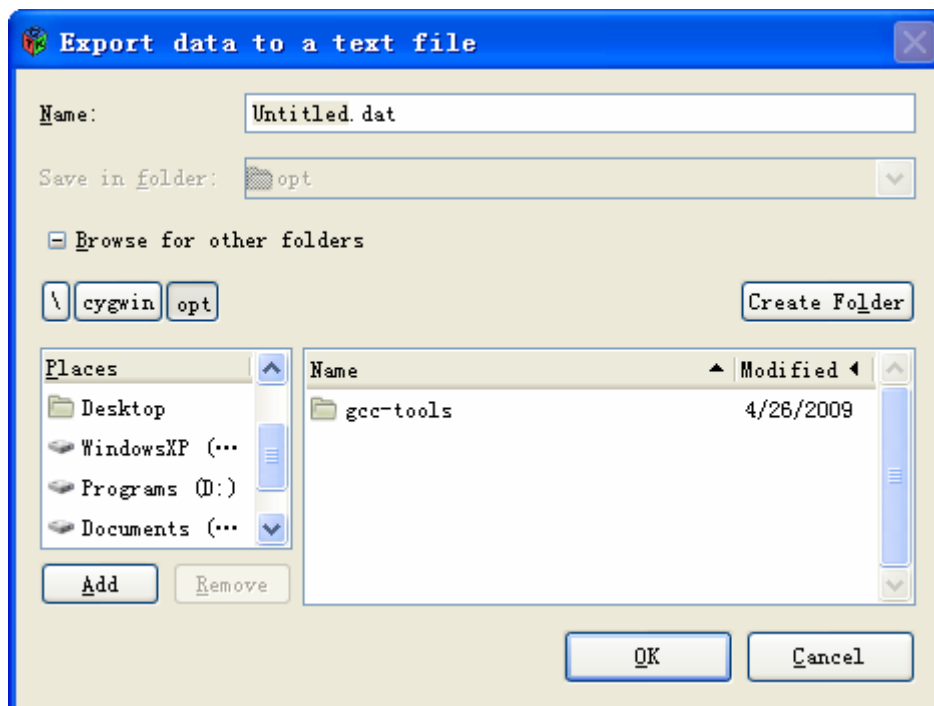 Export data to a text file
Name: Untitled.dat
Save in folder: opt
Browse for other folders
\ cygwin opt Create Folder
Places Name Modified
Desktop gcc-tools 4/26/2009
WindowsXP (...
Programs (D:)
Documents (...
Add Remove
OK Cancel